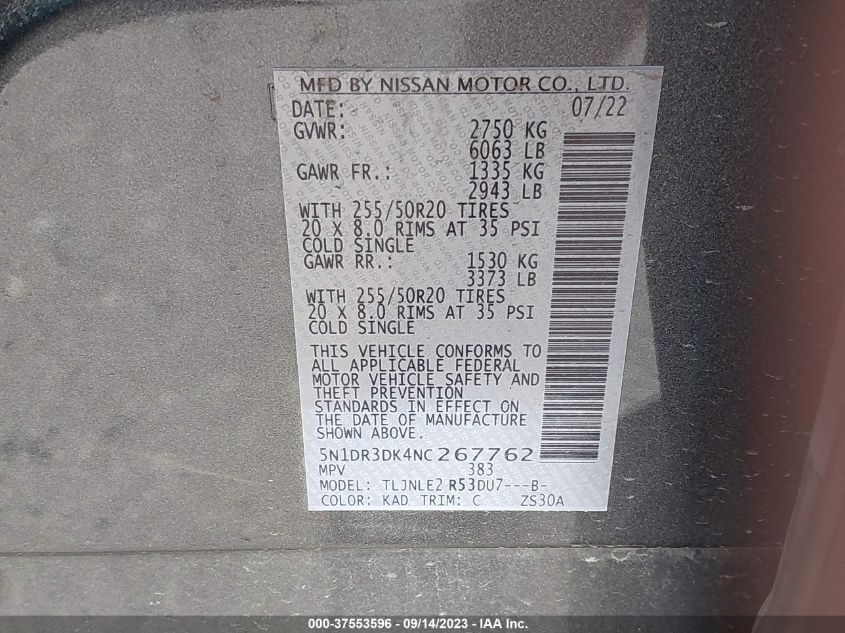 MFD BY NISSAN MOTOR CO., LTD.
DATE: 07/22
GVWR: 2750 KG
6063 LB
GAWR FR.: 1335 KG
2943 LB
WITH 255/50R20 TIRES
20 X 8.0 RIMS AT 35 PSI
COLD SINGLE
GAWR RR.: 1530 KG
3373 LB
WITH 255/50R20 TIRES
20 X 8.0 RIMS AT 35 PSI
COLD SINGLE
THIS VEHICLE CONFORMS TO
ALL APPLICABLE FEDERAL
MOTOR VEHICLE SAFETY AND
THEFT PREVENTION
STANDARDS IN EFFECT ON
THE DATE OF MANUFACTURE
SHOWN ABOVE.
5N1DR3DK4NC267762
MPV 383
MODEL: TLJNLE2 R53DU7---B-
COLOR: KAD TRIM: C ZS30A
000-37553596 - 09/14/2023 - IAA, Inc.